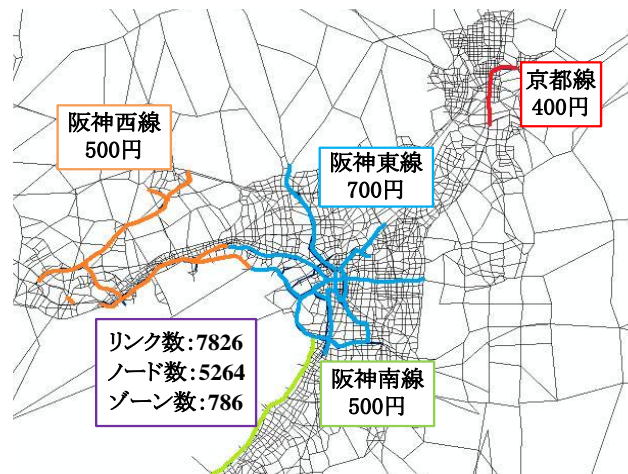 京都線
400円
阪神西線
500円
阪神東線
700円
リンク数:7826
ノード数:5264
ゾーン数:786
阪神南線
500円